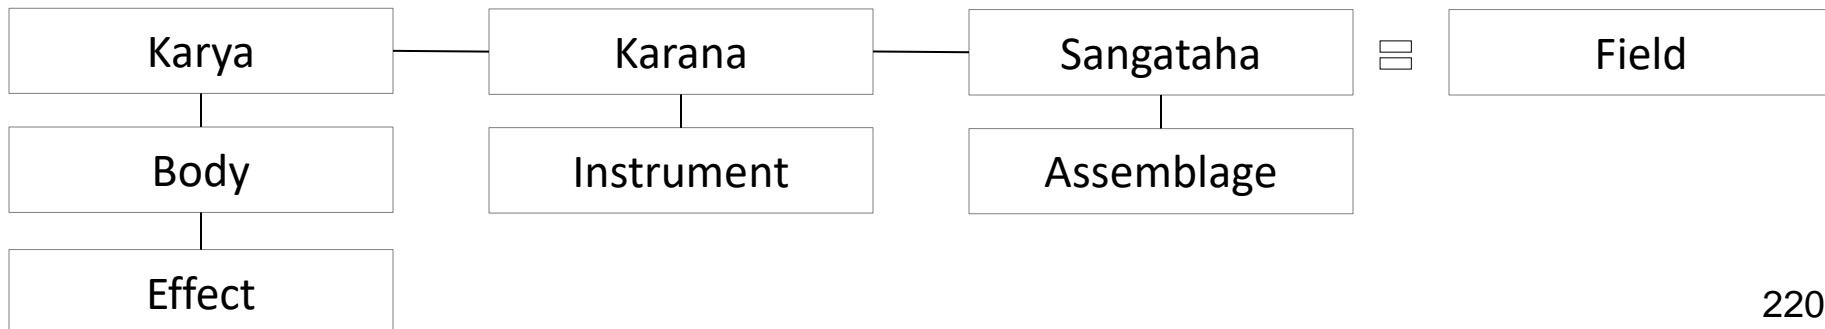 Karya Karana Sangataha = Field
Body Instrument Assemblage
Effect
220